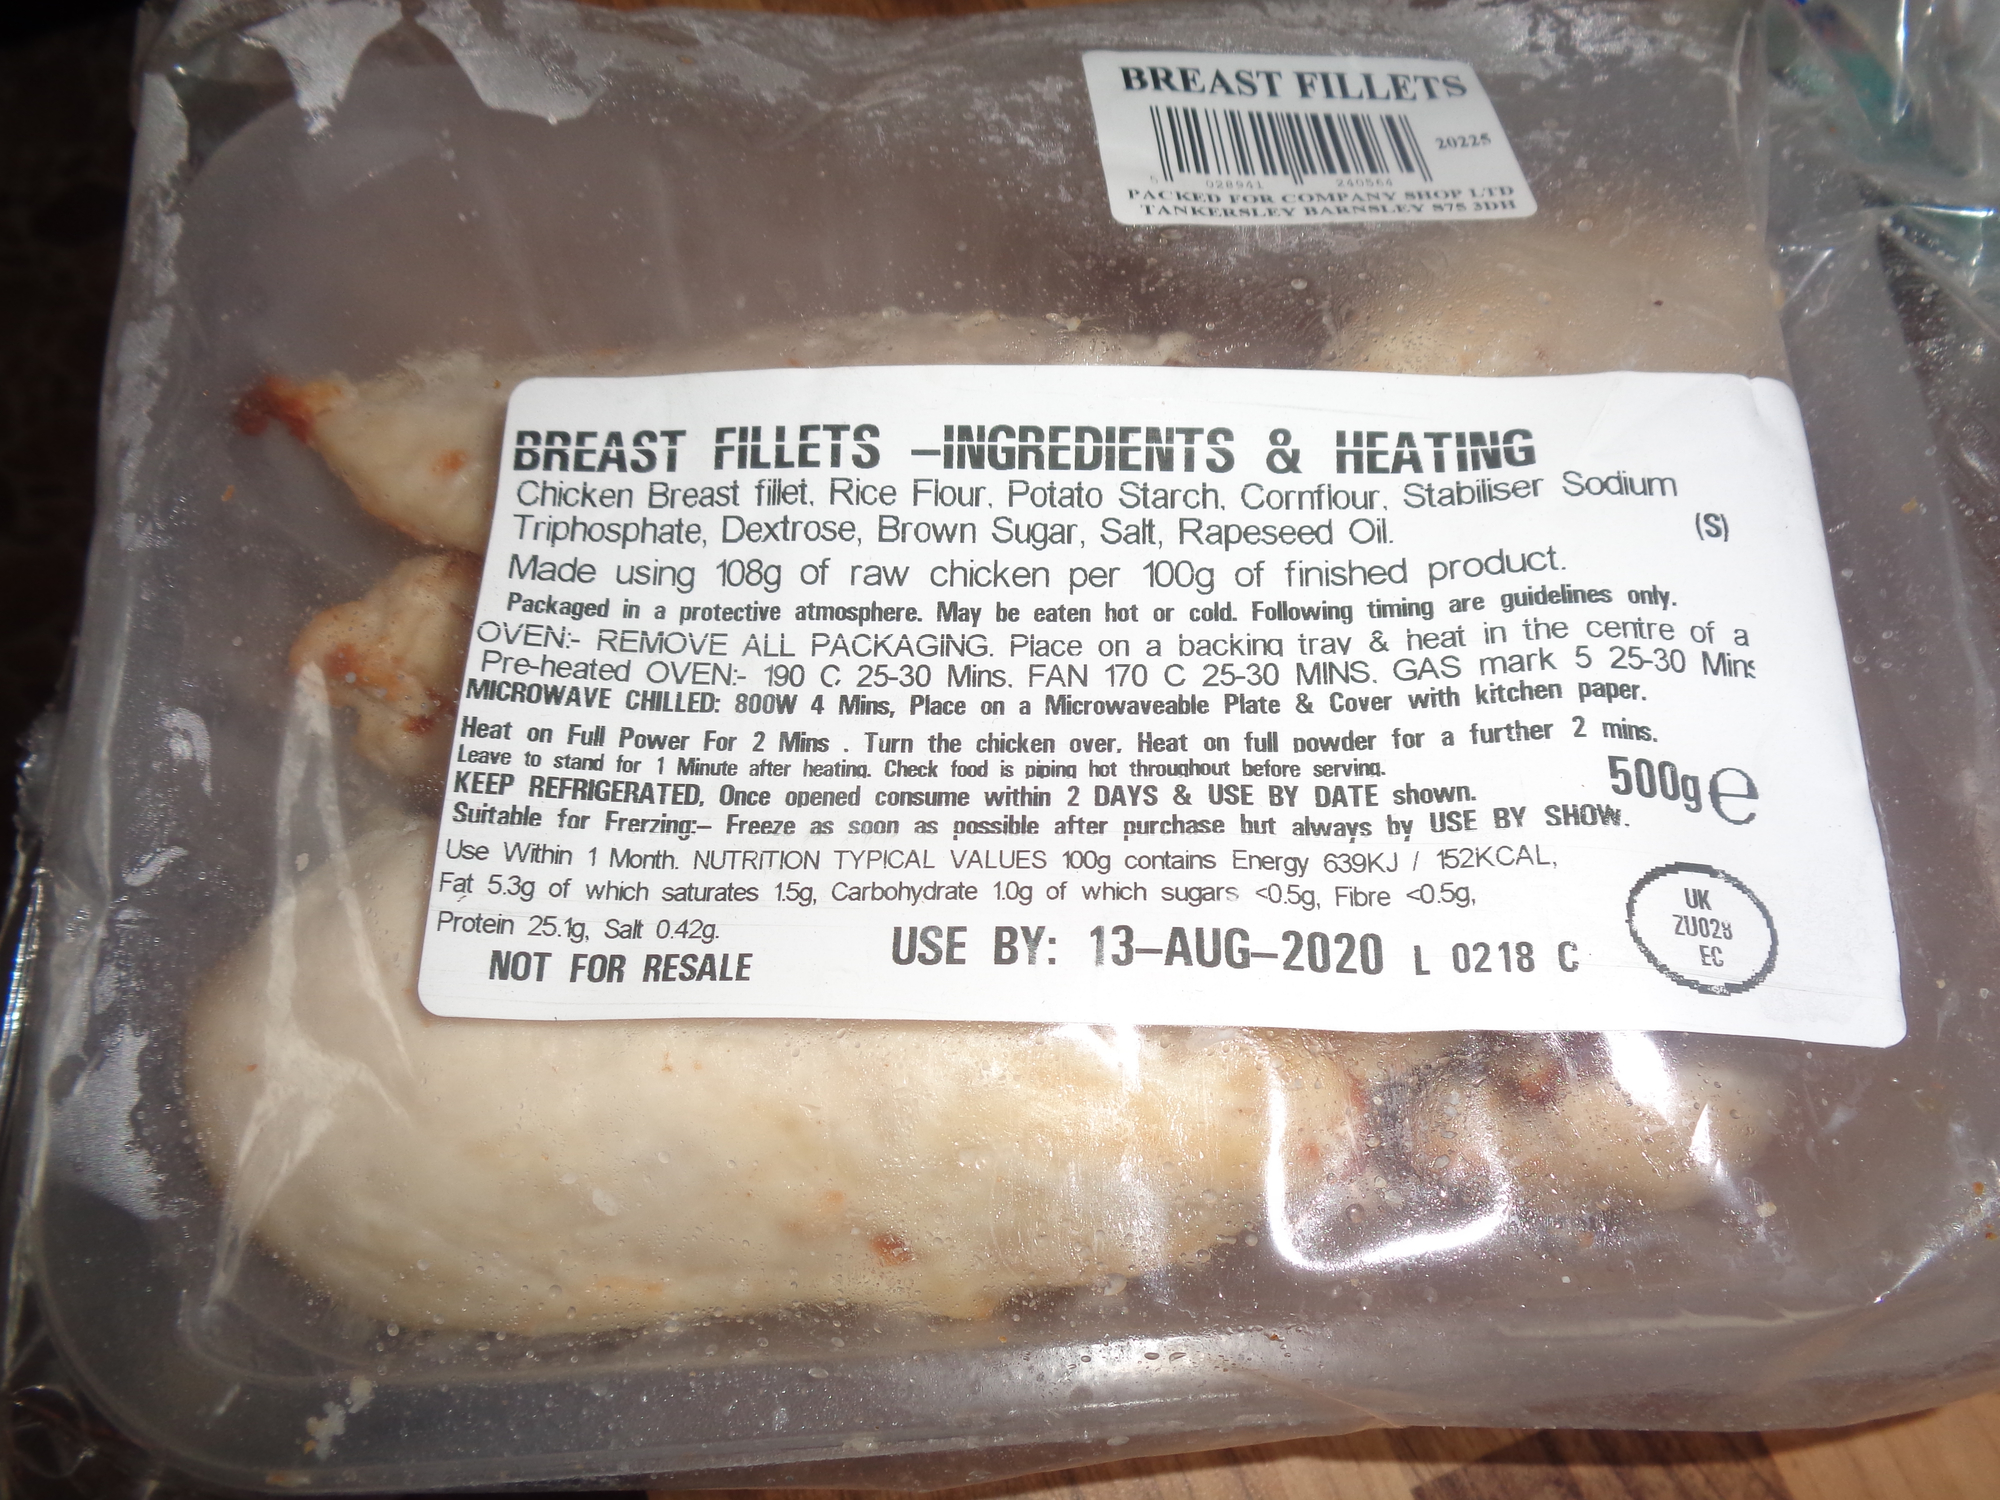 BREAST FILLETS
20225
5 028941 240564
PACKED FOR COMPANY SHOP LTD
TANKERSLEY BARNSLEY S75 3DH
BREAST FILLETS –INGREDIENTS & HEATING
Chicken Breast fillet, Rice Flour, Potato Starch, Cornflour, Stabiliser Sodium
Triphosphate, Dextrose, Brown Sugar, Salt, Rapeseed Oil.
(S)
Made using 108g of raw chicken per 100g of finished product.
Packaged in a protective atmosphere. May be eaten hot or cold. Following timing are guidelines only.
OVEN:- REMOVE ALL PACKAGING. Place on a backing tray & heat in the centre of a
Pre-heated OVEN:- 190 C 25-30 Mins. FAN 170 C 25-30 MINS. GAS mark 5 25-30 Mins
MICROWAVE CHILLED: 800W 4 Mins, Place on a Microwaveable Plate & Cover with kitchen paper.
Heat on Full Power For 2 Mins . Turn the chicken over. Heat on full powder for a further 2 mins.
Leave to stand for 1 Minute after heating. Check food is piping hot throughout before serving.
KEEP REFRIGERATED, Once opened consume within 2 DAYS & USE BY DATE shown.
500g e
Suitable for Frerzing:– Freeze as soon as possible after purchase but always by USE BY SHOW.
Use Within 1 Month. NUTRITION TYPICAL VALUES 100g contains Energy 639KJ / 152KCAL,
Fat 5.3g of which saturates 1.5g, Carbohydrate 1.0g of which sugars <0.5g, Fibre <0.5g,
Protein 25.1g, Salt 0.42g.
NOT FOR RESALE
USE BY: 13–AUG–2020 L 0218 C
UK
ZU028
EC